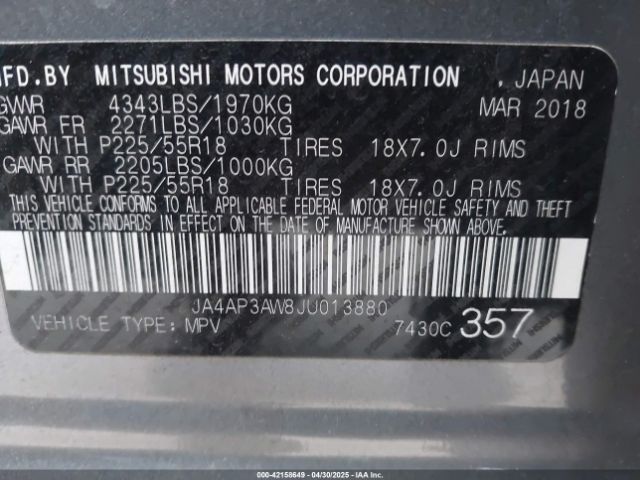 MFD.BY MITSUBISHI MOTORS CORPORATION , JAPAN
GVWR 4343LBS/1970KG MAR 2018
GAWR FR 2271LBS/1030KG
WITH P225/55R18 TIRES 18X7.0J RIMS
GAWR RR 2205LBS/1000KG
WITH P225/55R18 TIRES 18X7.0J RIMS
THIS VEHICLE CONFORMS TO ALL APPLICABLE FEDERAL MOTOR VEHICLE SAFETY AND THEFT
PREVENTION STANDARDS IN EFFECT ON THE DATE OF MANUFACTURE SHOWN ABOVE.
JA4AP3AW8JU013880
VEHICLE TYPE: MPV 7430C 357
000-42158649 - 04/30/2025 - IAA Corp.